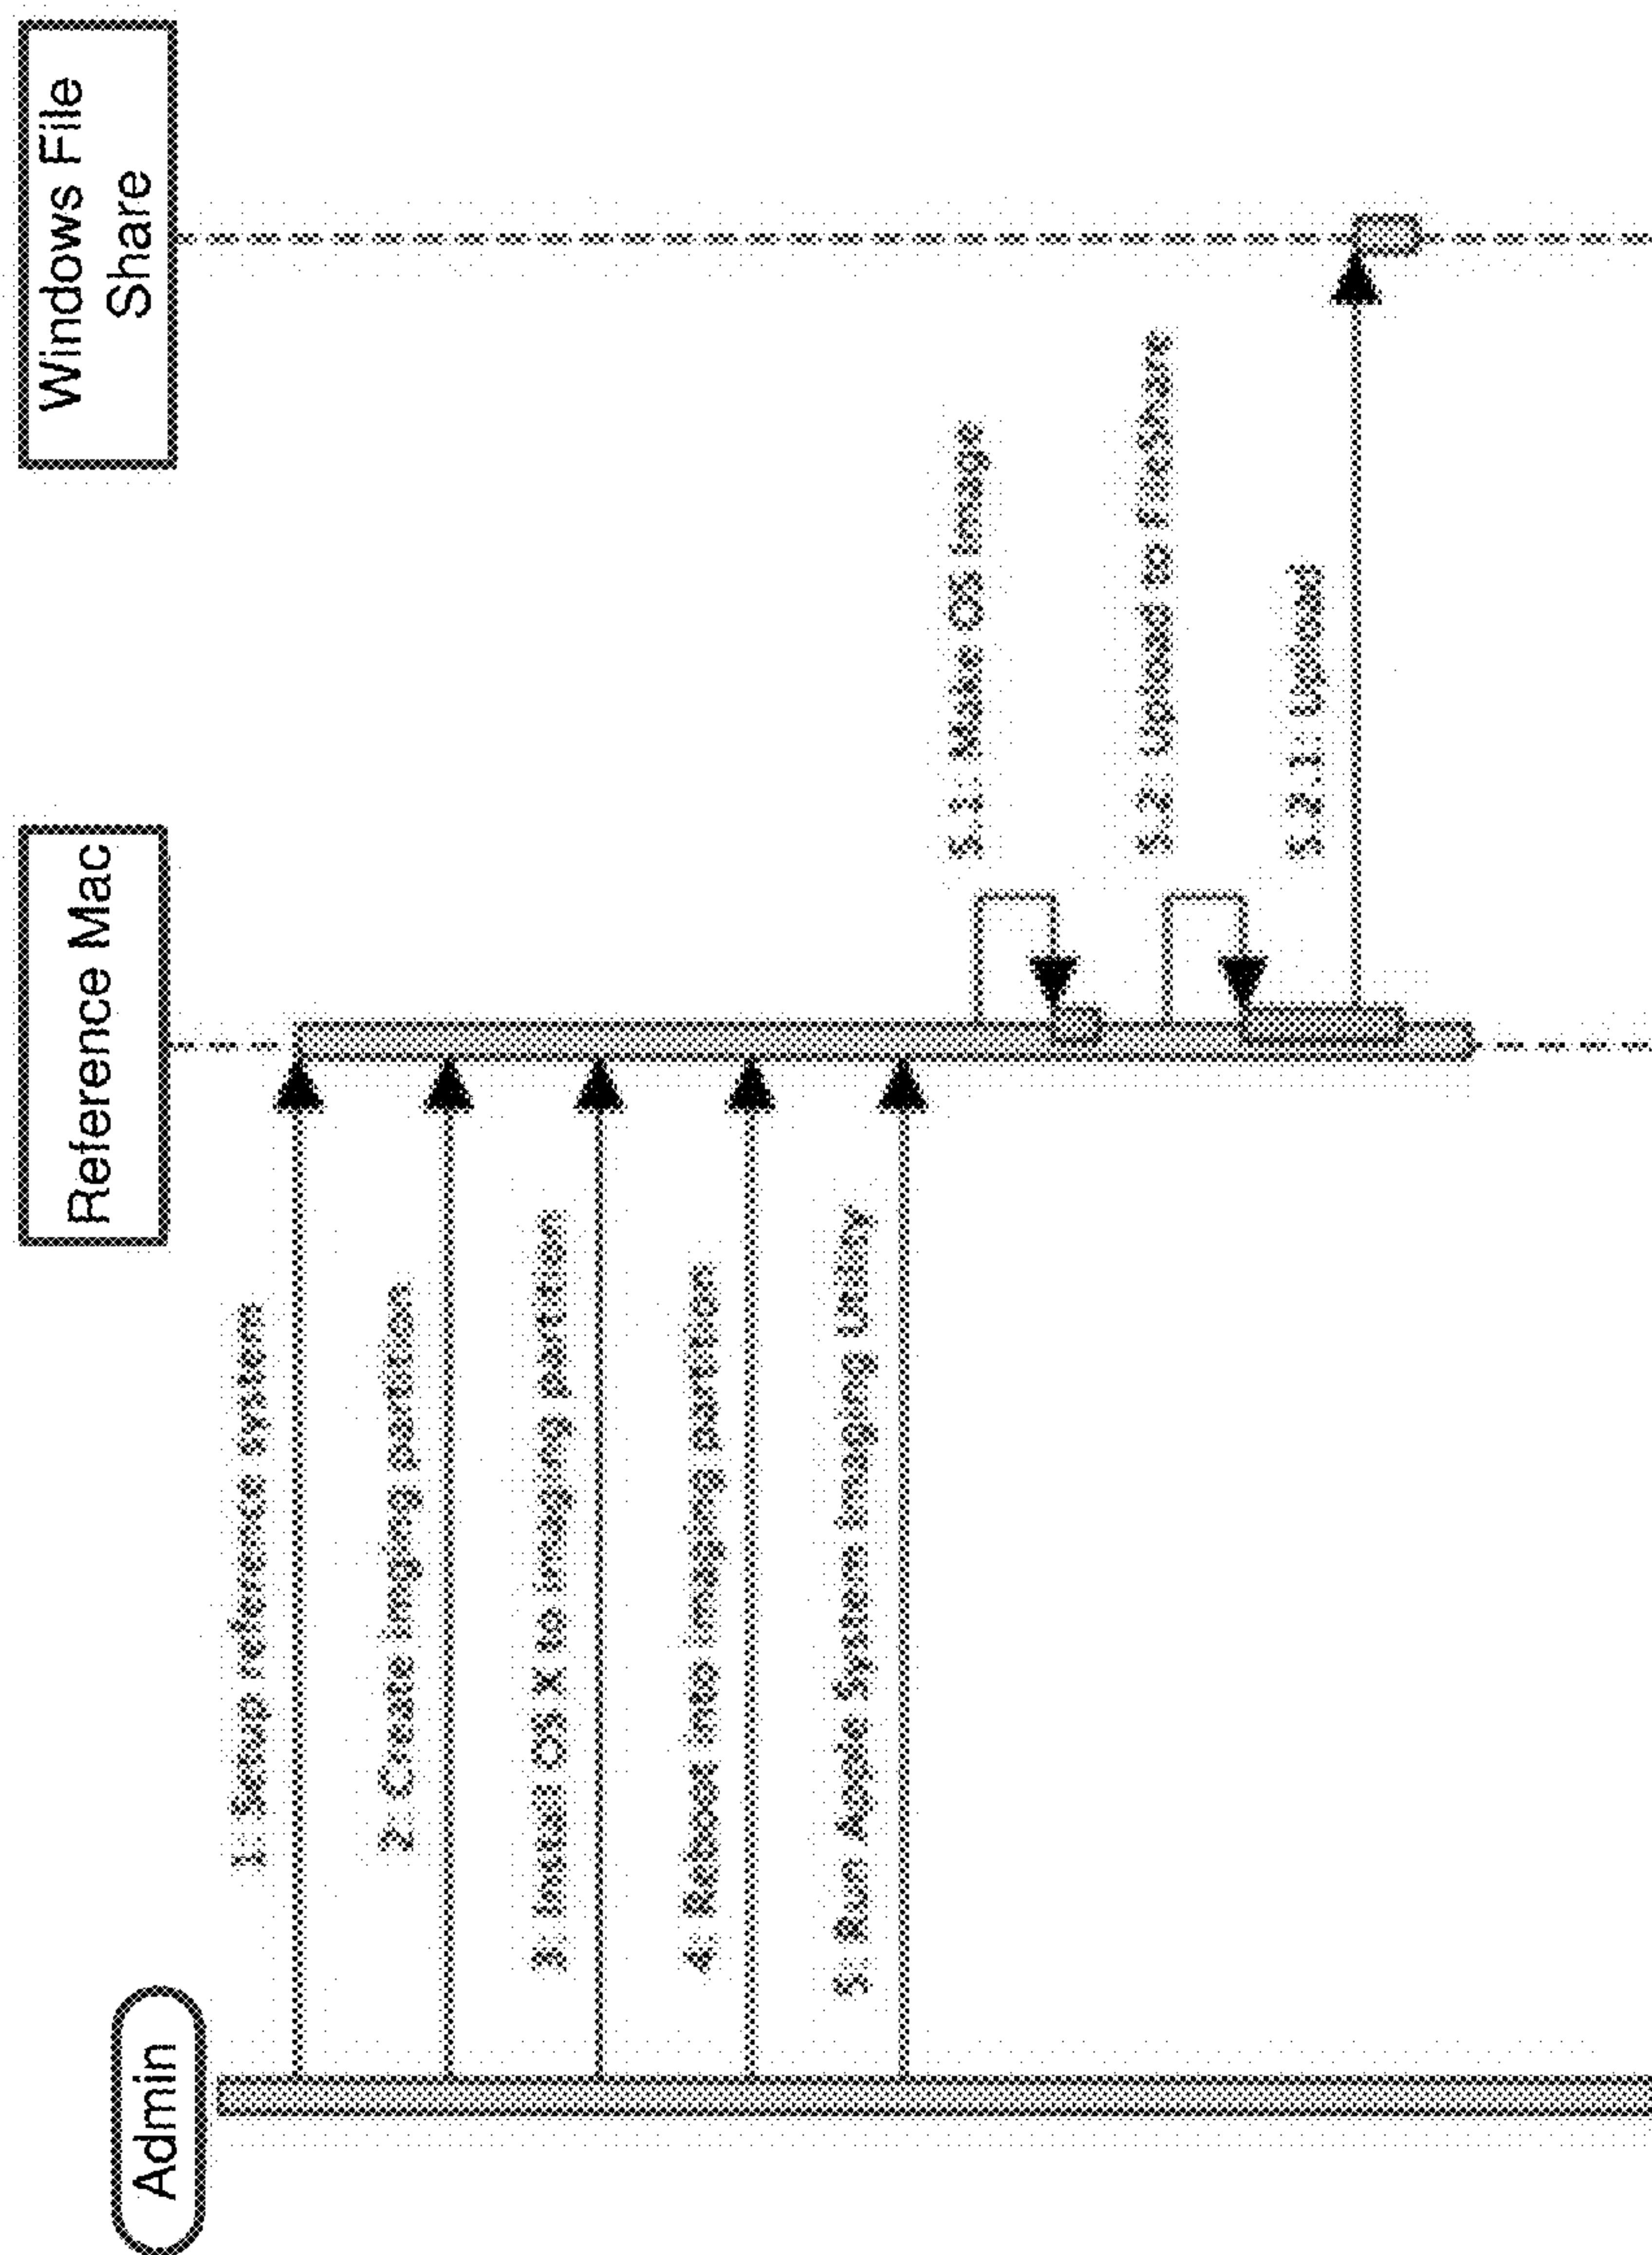 Admin
Reference Mac
Windows File
Share
1: Setup reference system
2: Create imaging partition
3: Install OS X to imaging partition
4: Reboot into imaging partition
5: Run Apple System Imaging Utility
5.1: Make OS Image
5.2: Upload to fileshare
5.2.1: Upload